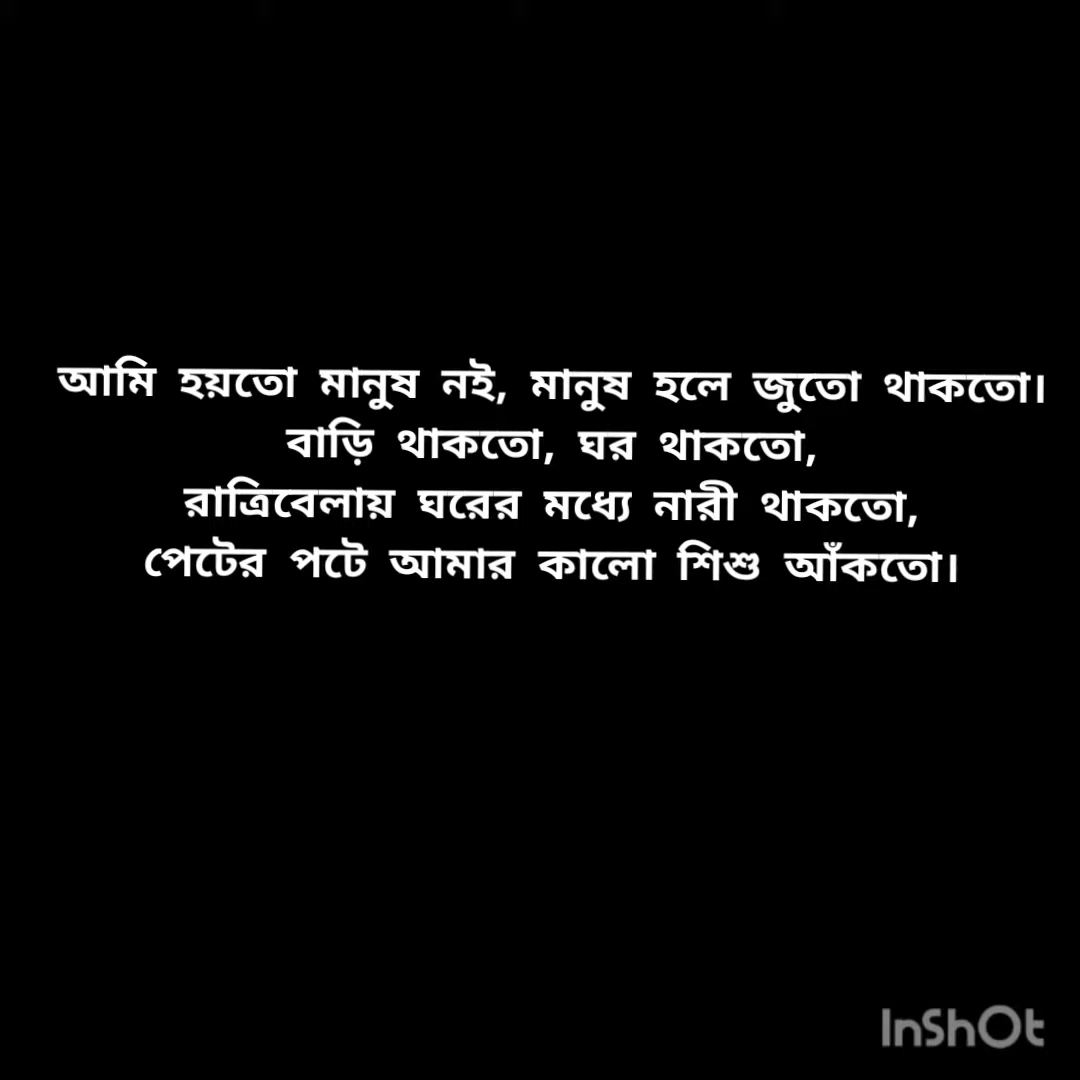 আমি হয়তো মানুষ নই, মানুষ হলে জুতো থাকতো।
বাড়ি থাকতো, ঘর থাকতো,
রাত্রিবেলায় ঘরের মধ্যে নারী থাকতো,
পেটের পটে আমার কালো শিশু আঁকতো।
InShOt